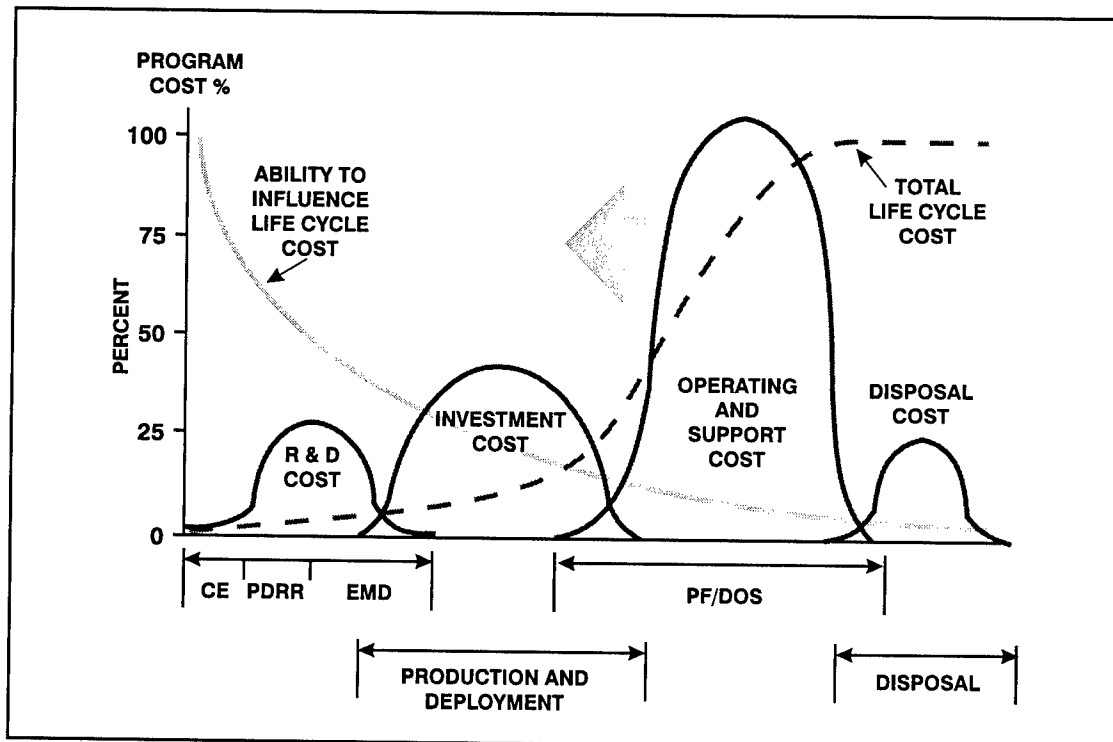 PROGRAM
COST %
100
75
50
25
0
PERCENT
ABILITY TO
INFLUENCE
LIFE CYCLE
COST
TOTAL
LIFE CYCLE
COST
R & D
COST
INVESTMENT
COST
OPERATING
AND
SUPPORT
COST
DISPOSAL
COST
CE
PDRR
EMD
PF/DOS
PRODUCTION AND
DEPLOYMENT
DISPOSAL